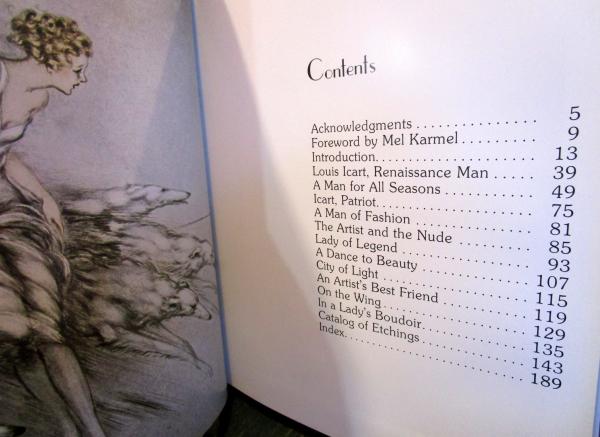 Contents
Acknowledgments . . . . . . . . . . . . . . . . 5
Foreword by Mel Karmel . . . . . . . . . 9
Introduction. . . . . . . . . . . . . . . . . . . . . 13
Louis Icart, Renaissance Man . . . . . 39
A Man for All Seasons . . . . . . . . . . . . 49
Icart, Patriot. . . . . . . . . . . . . . . . . . . . . 75
A Man of Fashion . . . . . . . . . . . . . . . . 81
The Artist and the Nude . . . . . . . . . . 85
Lady of Legend . . . . . . . . . . . . . . . . . . 93
A Dance to Beauty . . . . . . . . . . . . . . . 107
City of Light . . . . . . . . . . . . . . . . . . . . 115
An Artist's Best Friend . . . . . . . . . . . . 119
On the Wing . . . . . . . . . . . . . . . . . . . . 129
In a Lady's Boudoir. . . . . . . . . . . . . . . 135
Catalog of Etchings . . . . . . . . . . . . . . 143
Index. . . . . . . . . . . . . . . . . . . . . . . . . . 189